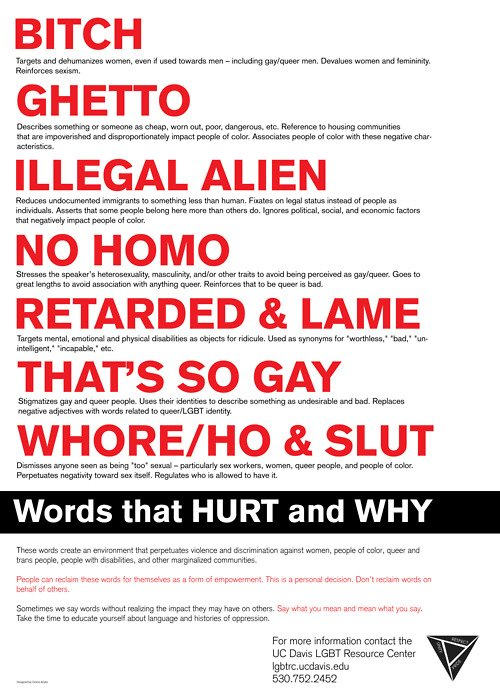 BITCH
Targets and dehumanizes women, even if used towards men – including gay/queer men. Devalues women and femininity.
Reinforces sexism.
GHETTO
Describes something or someone as cheap, worn out, poor, dangerous, etc. Reference to housing communities
that are impoverished and disproportionately impact people of color. Associates people of color with these negative char-
acteristics.
ILLEGAL ALIEN
Reduces undocumented immigrants to something less than human. Fixates on legal status instead of people as
individuals. Asserts that some people belong here more than others do. Ignores political, social, and economic factors
that negatively impact people of color.
NO HOMO
Stresses the speaker's heterosexuality, masculinity, and/or other traits to avoid being perceived as gay/queer. Goes to
great lengths to avoid association with anything queer. Reinforces that to be queer is bad.
RETARDED & LAME
Targets mental, emotional and physical disabilities as objects for ridicule. Used as synonyms for "worthless," "bad," "un-
intelligent," "incapable," etc.
THAT'S SO GAY
Stigmatizes gay and queer people. Uses their identities to describe something as undesirable and bad. Replaces
negative adjectives with words related to queer/LGBT identity.
WHORE/HO & SLUT
Dismisses anyone seen as being "too" sexual – particularly sex workers, women, queer people, and people of color.
Perpetuates negativity toward sex itself. Regulates who is allowed to have it.
Words that HURT and WHY
These words create an environment that perpetuates violence and discrimination against women, people of color, queer and
trans people, people with disabilities, and other marginalized communities.
People can reclaim these words for themselves as a form of empowerment. This is a personal decision. Don't reclaim words on
behalf of others.
Sometimes we say words without realizing the impact they may have on others. Say what you mean and mean what you say.
Take the time to educate yourself about language and histories of oppression.
For more information contact the
UC Davis LGBT Resource Center
lgbtrc.ucdavis.edu
530.752.2452
RESPECT